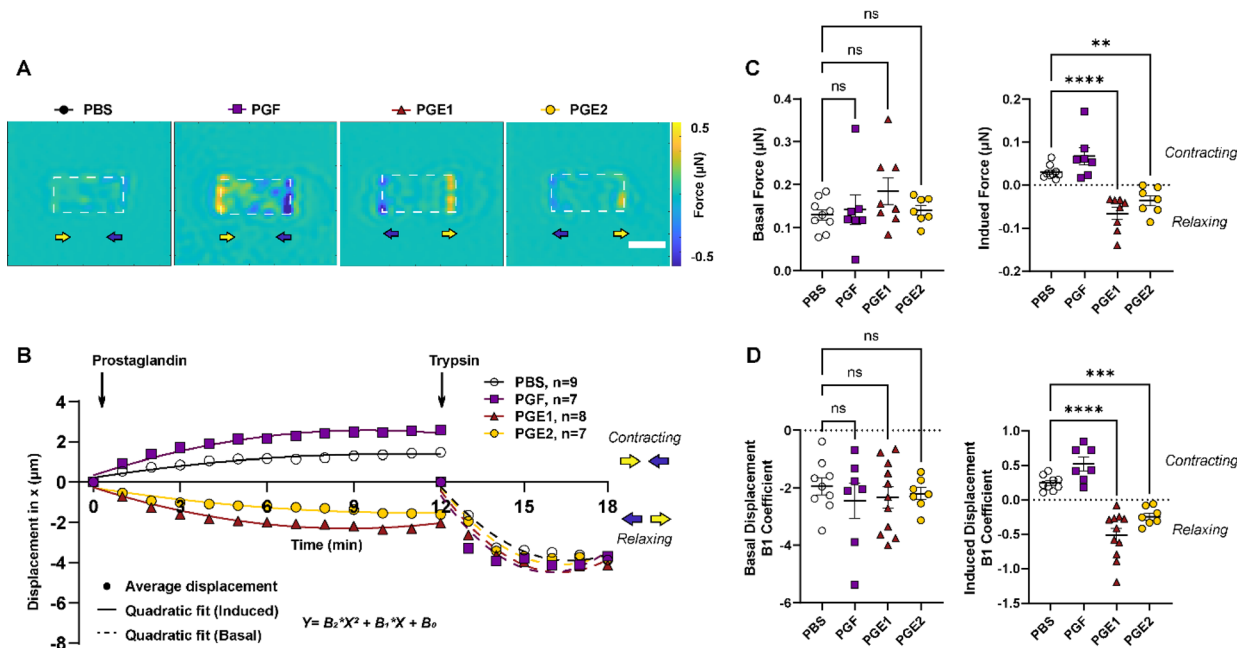 A
PBS
PGF
PGE1
PGE2
0.5
-0.5
Force (µN)
B
Prostaglandin
Trypsin
PBS, n=9
PGF, n=7
PGE1, n=8
PGE2, n=7
Contracting
Relaxing
Displacement in x (µm)
4
2
0
-2
-4
-6
-8
0
3
6
9
12
15
18
Time (min)
Average displacement
Quadratic fit (Induced)
Quadratic fit (Basal)
Y= B₂*X² + B₁*X + B₀
C
ns
ns
ns
Basal Force (µN)
0.4
0.3
0.2
0.1
0.0
PBS
PGF
PGE1
PGE2
**
****
Indued Force (µN)
0.2
0.1
0.0
-0.1
-0.2
Contracting
Relaxing
PBS
PGF
PGE1
PGE2
D
ns
ns
ns
Basal Displacement
B1 Coefficient
0
-2
-4
-6
PBS
PGF
PGE1
PGE2
***
****
Induced Displacement
B1 Coefficient
1.0
0.5
0.0
-0.5
-1.0
-1.5
Contracting
Relaxing
PBS
PGF
PGE1
PGE2